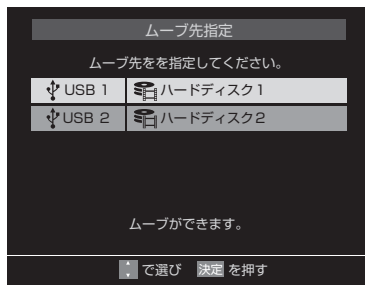 ムーブ先指定
ムーブ先をを指定してください。
USB 1 ハードディスク1
USB 2 ハードディスク2
ムーブができます。
で選び 決定 を押す